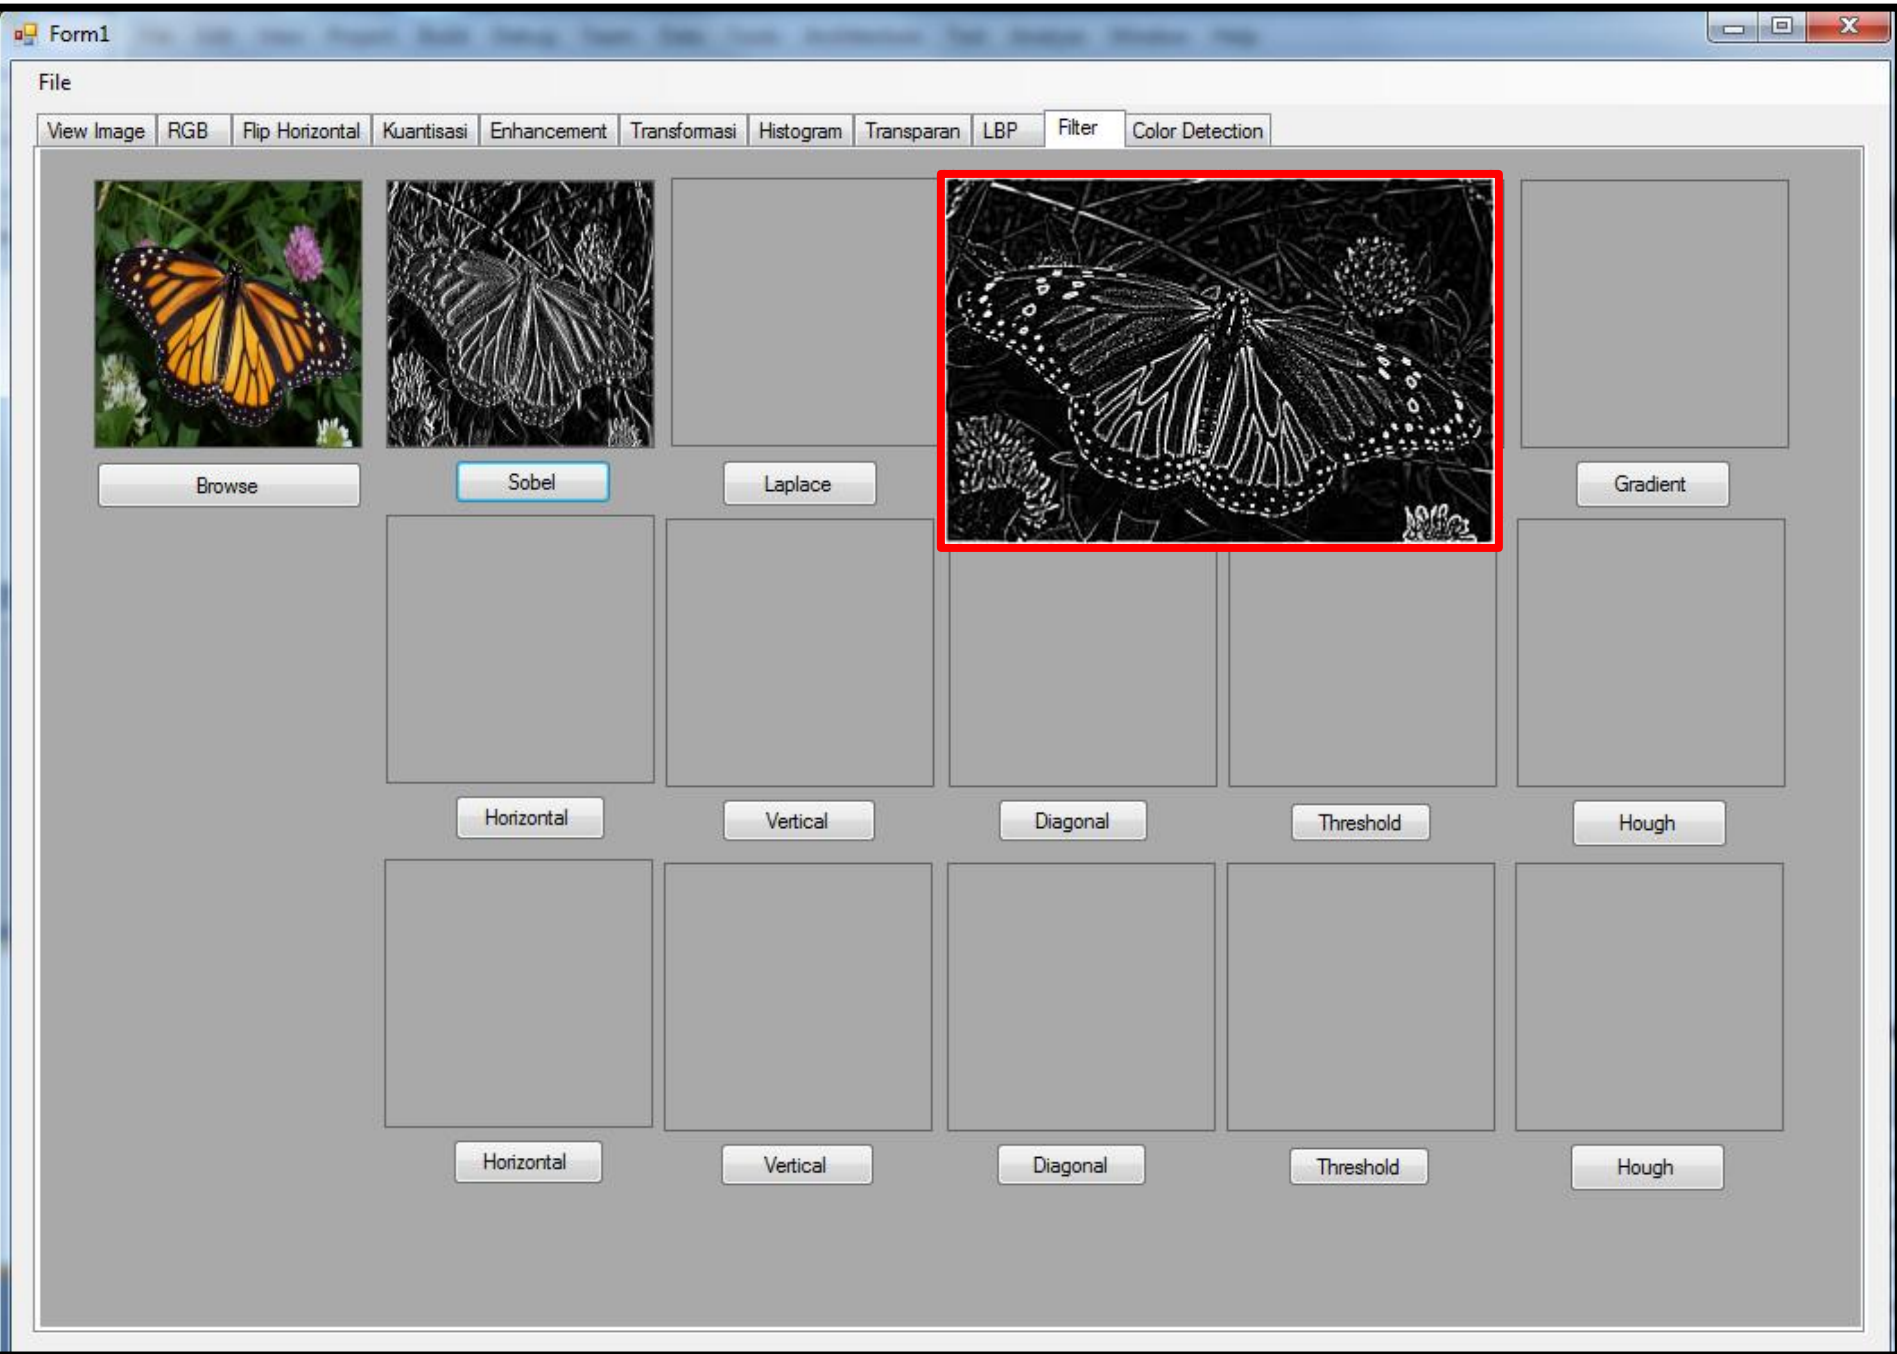 Form1
File
View Image RGB Flip Horizontal Kuantisasi Enhancement Transformasi Histogram Transparan LBP Filter Color Detection
Browse Sobel Laplace Gradient
Horizontal Vertical Diagonal Threshold Hough
Horizontal Vertical Diagonal Threshold Hough